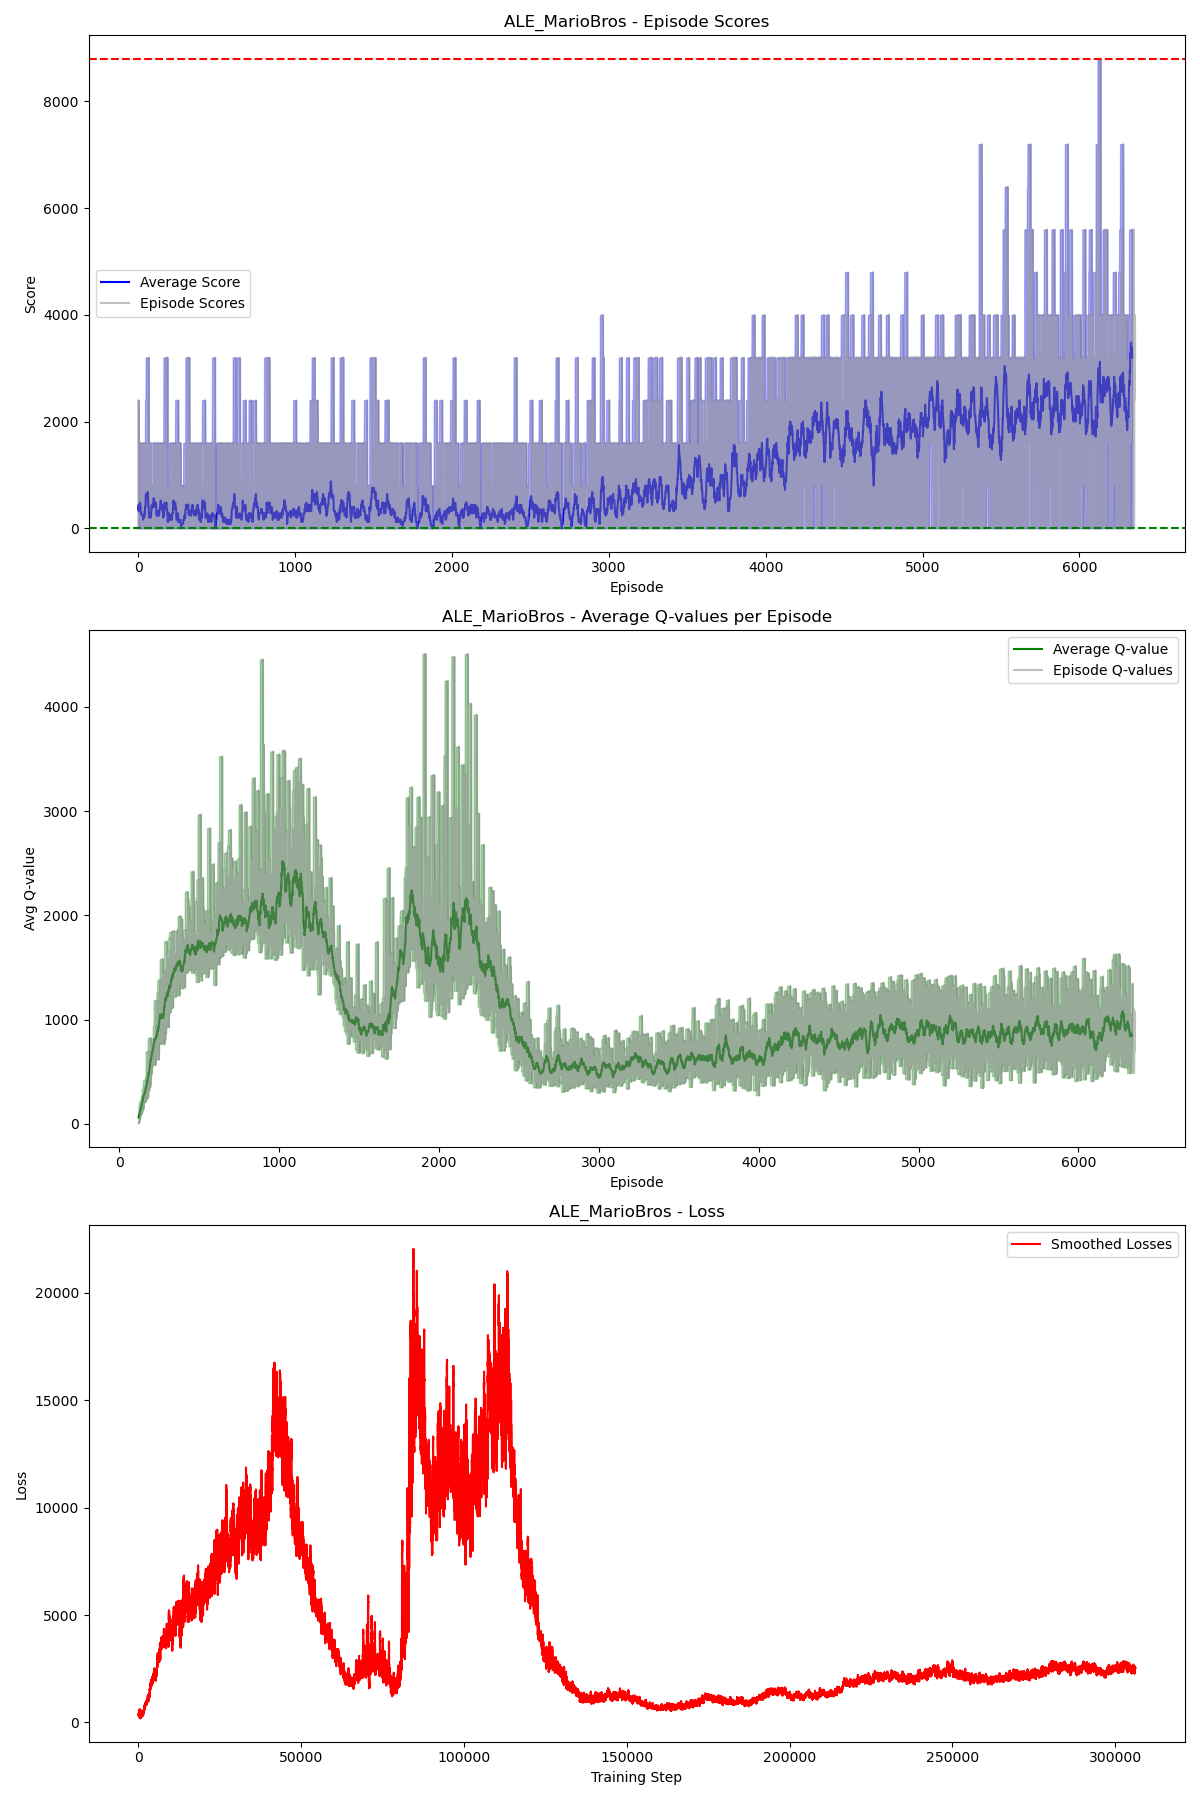 ALE_MarioBros - Episode Scores
Score
8000
6000
4000
2000
0
Average Score
Episode Scores
0 1000 2000 3000 4000 5000 6000
Episode
ALE_MarioBros - Average Q-values per Episode
Avg Q-value
4000
3000
2000
1000
0
Average Q-value
Episode Q-values
0 1000 2000 3000 4000 5000 6000
Episode
ALE_MarioBros - Loss
Loss
20000
15000
10000
5000
0
Smoothed Losses
0 50000 100000 150000 200000 250000 300000
Training Step